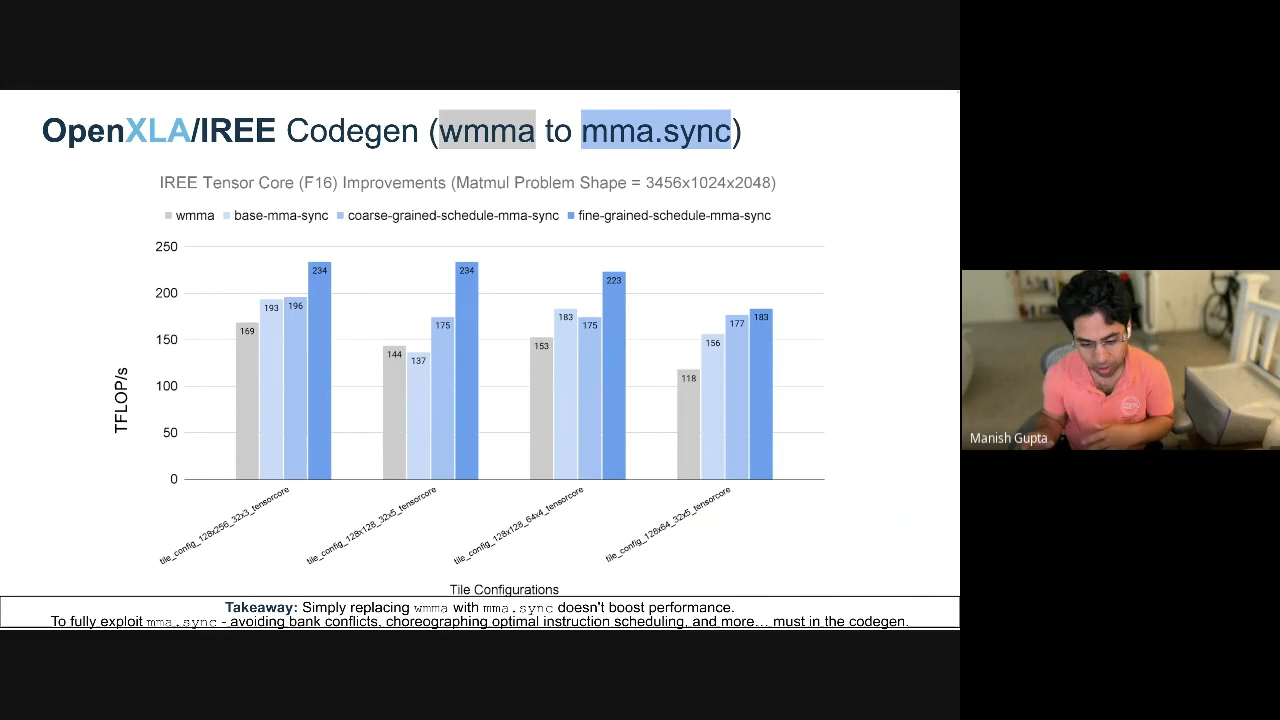 OpenXLA/IREE Codegen (wmma to mma.sync)
IREE Tensor Core (F16) Improvements (Matmul Problem Shape = 3456x1024x2048)
wmma base-mma-sync coarse-grained-schedule-mma-sync fine-grained-schedule-mma-sync
TFLOP/s
250
200
150
100
50
0
169 193 196 234
144 137 175 234
153 183 175 223
118 156 177 183
tile_config_128x256_32x3_tensorcore
tile_config_128x128_32x5_tensorcore
tile_config_128x128_64x4_tensorcore
tile_config_128x64_32x5_tensorcore
Tile Configurations
Takeaway: Simply replacing wmma with mma.sync doesn't boost performance.
To fully exploit mma.sync - avoiding bank conflicts, choreographing optimal instruction scheduling, and more... must in the codegen.
Manish Gupta